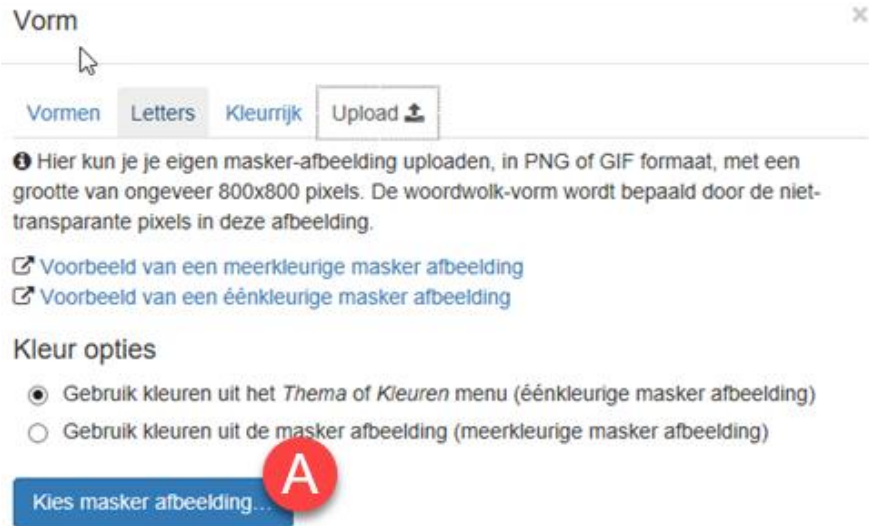 Vorm
×
Vormen Letters Kleurrijk Upload
Hier kun je je eigen masker-afbeelding uploaden, in PNG of GIF formaat, met een
grootte van ongeveer 800x800 pixels. De woordwolk-vorm wordt bepaald door de niet-
transparante pixels in deze afbeelding.
Voorbeeld van een meerkleurige masker afbeelding
Voorbeeld van een éénkleurige masker afbeelding
Kleur opties
Gebruik kleuren uit het Thema of Kleuren menu (éénkleurige masker afbeelding)
Gebruik kleuren uit de masker afbeelding (meerkleurige masker afbeelding)
A
Kies masker afbeelding...